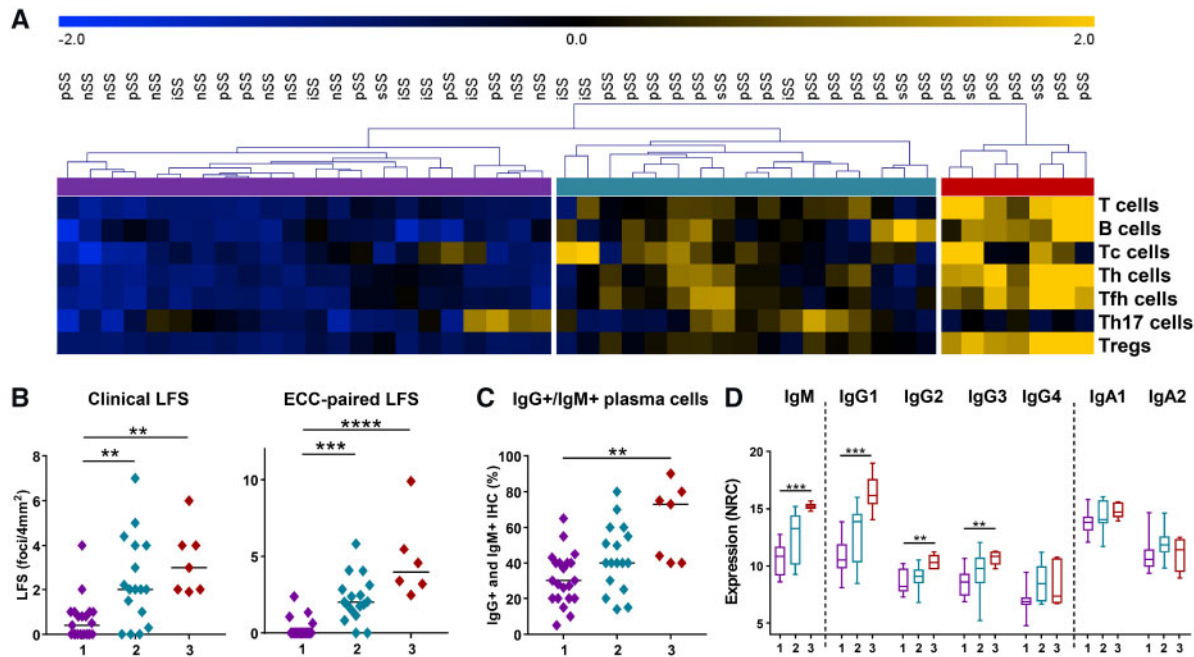 A
-2.0 0.0 2.0
pSS nSS nSS pSS nSS iSS nSS pSS pSS nSS nSS iSS nSS pSS sSS iSS iSS pSS iSS pSS nSS nSS iSS iSS pSS pSS pSS pSS pSS sSS pSS pSS iSS pSS pSS pSS pSS sSS pSS pSS sSS pSS pSS sSS pSS pSS
T cells
B cells
Tc cells
Th cells
Tfh cells
Th17 cells
Tregs
B
Clinical LFS
**
**
LFS (foci/4mm²)
8
6
4
2
0
1 2 3
ECC-paired LFS
****
***
10
5
0
1 2 3
C
IgG+/IgM+ plasma cells
**
IgG+ and IgM+ IHC (%)
100
80
60
40
20
0
1 2 3
D
IgM IgG1 IgG2 IgG3 IgG4 IgA1 IgA2
Expression (NRC)
20
15
10
5
*** *** ** **
1 2 3 1 2 3 1 2 3 1 2 3 1 2 3 1 2 3 1 2 3